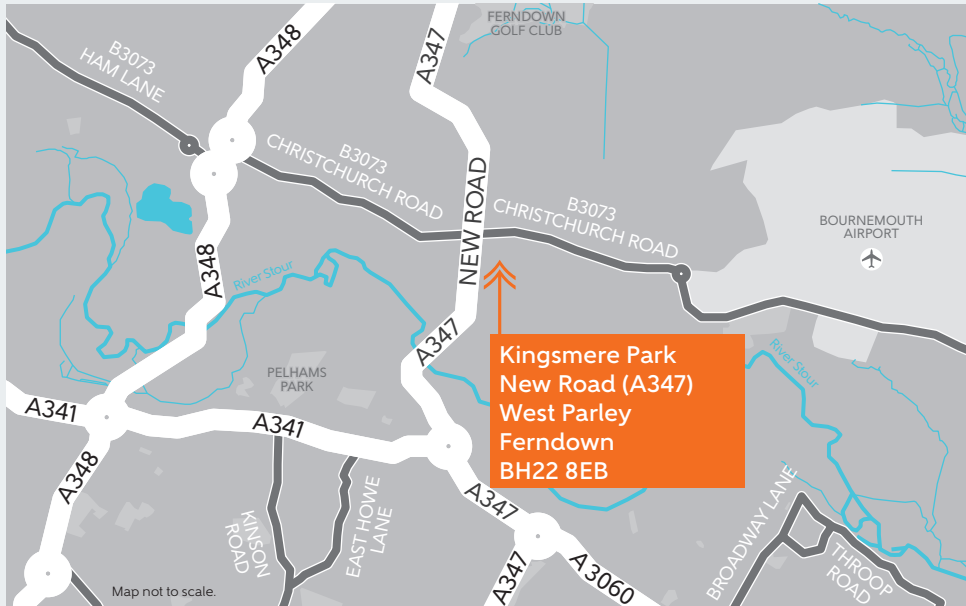 FERNDOWN
GOLF CLUB
A348
A347
B3073
HAM LANE
B3073
CHRISTCHURCH ROAD
NEW ROAD
B3073
CHRISTCHURCH ROAD
BOURNEMOUTH
AIRPORT
A348
River Stour
A347
Kingsmere Park
New Road (A347)
West Parley
Ferndown
BH22 8EB
River Stour
PELHAMS
PARK
A341
A341
A348
KINSON
ROAD
EAST HOWE
LANE
A347
A347
A3060
BROADWAY LANE
THROOP
ROAD
Map not to scale.